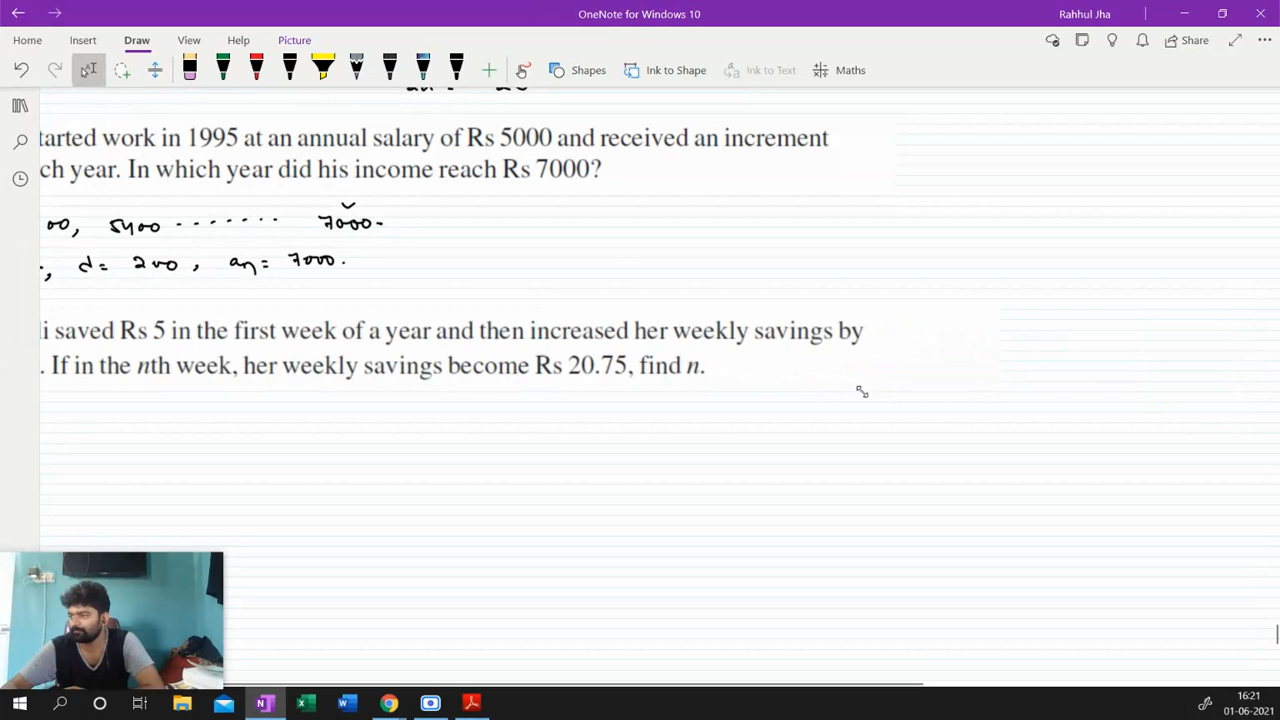 OneNote for Windows 10
Rahhul Jha
Home Insert Draw View Help Picture
Share
Shapes
Ink to Shape
Ink to Text
Maths
tarted work in 1995 at an annual salary of Rs 5000 and received an increment
ch year. In which year did his income reach Rs 7000?
00, 5400 ........ 7000.
, d= 200, an= 7000.
li saved Rs 5 in the first week of a year and then increased her weekly savings by
. If in the nth week, her weekly savings become Rs 20.75, find n.
16:21
01-06-2021